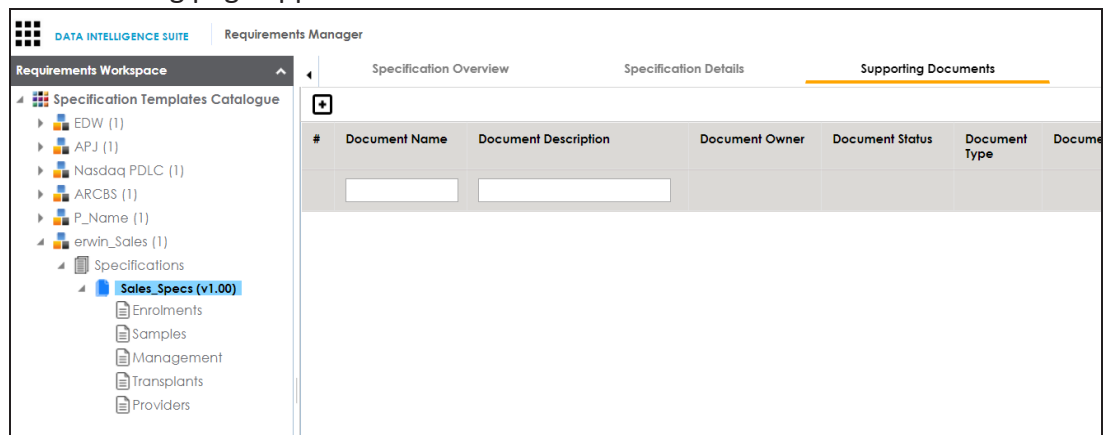 DATA INTELLIGENCE SUITE Requirements Manager
Requirements Workspace
Specification Templates Catalogue
EDW (1)
APJ (1)
Nasdaq PDLC (1)
ARCBS (1)
P_Name (1)
erwin_Sales (1)
Specifications
Sales_Specs (v1.00)
Enrolments
Samples
Management
Transplants
Providers
Specification Overview Specification Details Supporting Documents
# Document Name Document Description Document Owner Document Status Document Type Docume